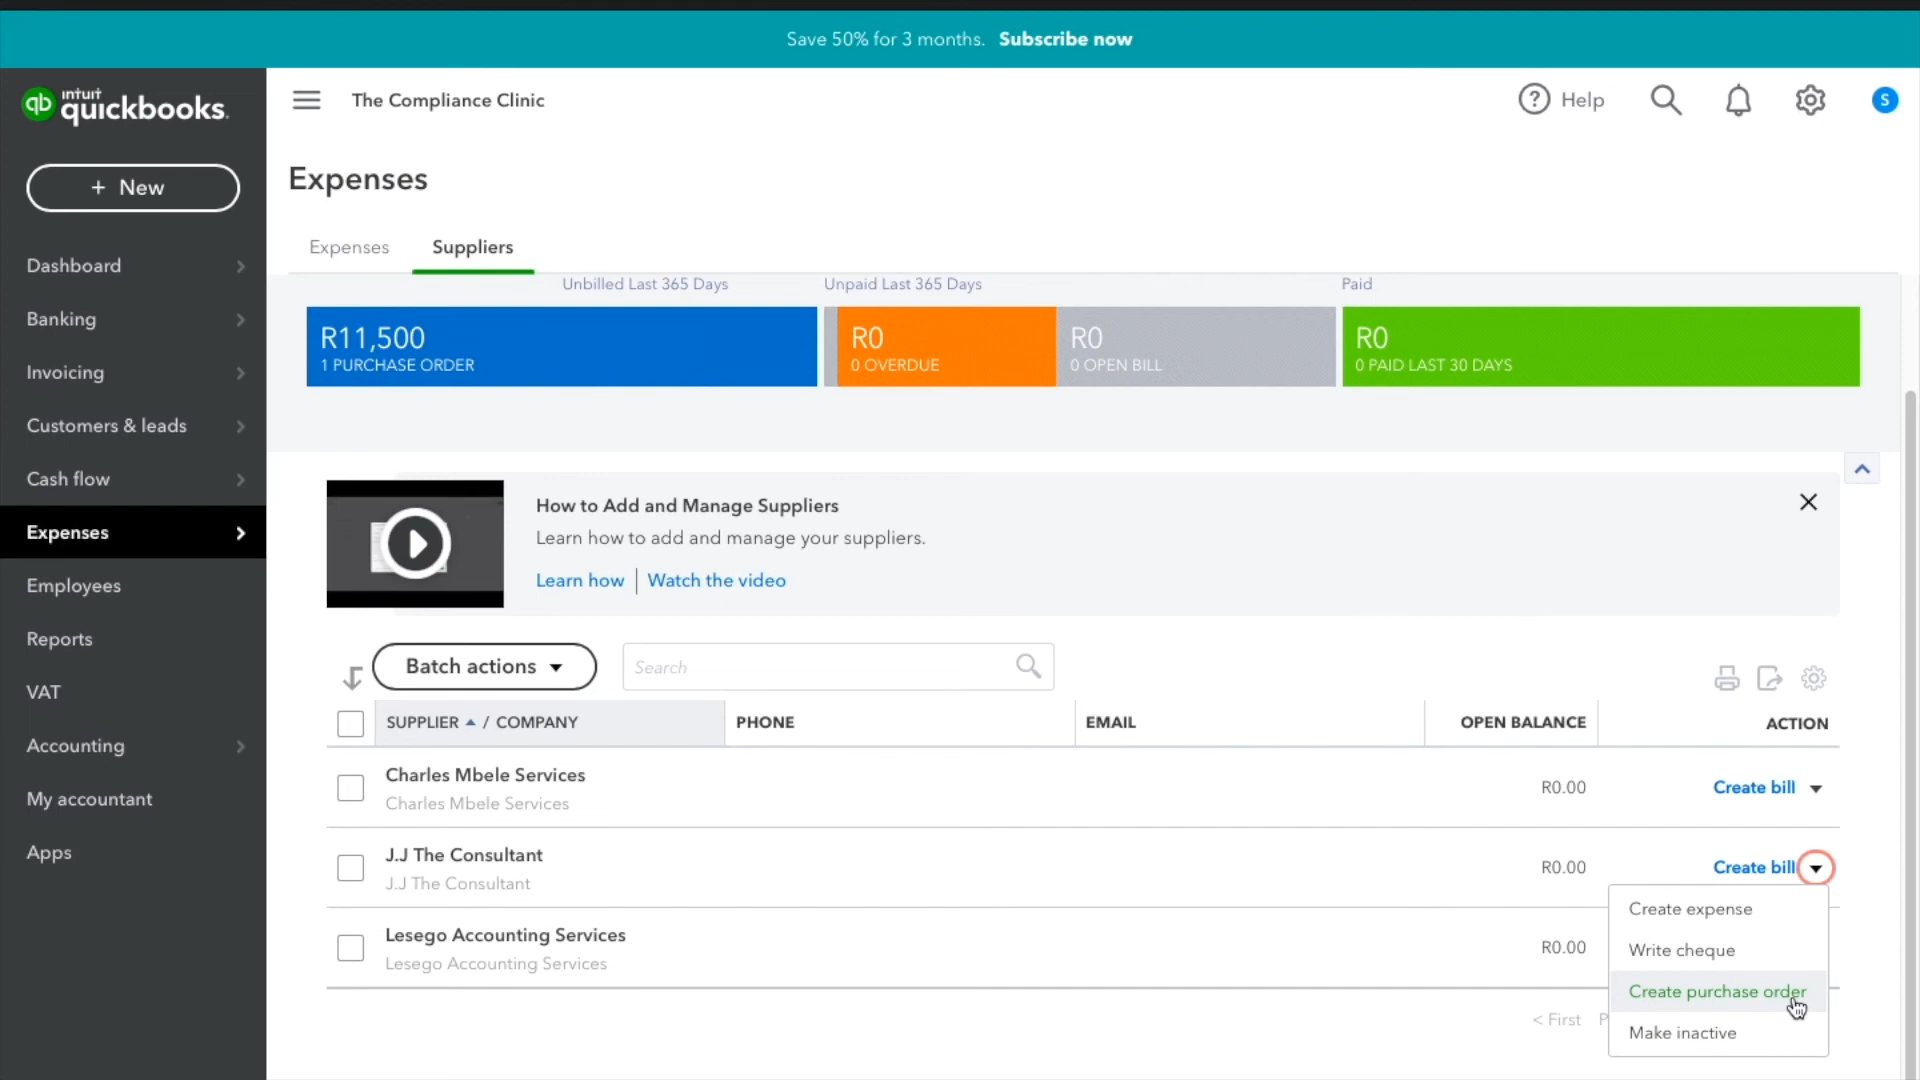 Save 50% for 3 months. Subscribe now
qb intuit quickbooks.
The Compliance Clinic
? Help
S
+ New
Dashboard
Banking
Invoicing
Customers & leads
Cash flow
Expenses
Employees
Reports
VAT
Accounting
My accountant
Apps
Expenses
Expenses Suppliers
Unbilled Last 365 Days Unpaid Last 365 Days Paid
R11,500 R0 R0 R0
1 PURCHASE ORDER 0 OVERDUE 0 OPEN BILL 0 PAID LAST 30 DAYS
How to Add and Manage Suppliers
Learn how to add and manage your suppliers.
Learn how Watch the video
Batch actions Search
SUPPLIER / COMPANY PHONE EMAIL OPEN BALANCE ACTION
Charles Mbele Services
Charles Mbele Services
R0.00 Create bill
J.J The Consultant
J.J The Consultant
R0.00 Create bill
Lesego Accounting Services
Lesego Accounting Services
R0.00
Create expense
Write cheque
Create purchase order
Make inactive
< First